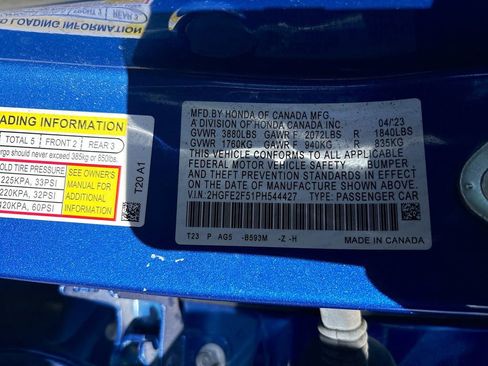 ADING INFORMATION
TOTAL 5 FRONT 2 REAR 3
rgo should never exceed 385kg or 850lbs.
OLD TIRE PRESSURE
225KPA, 33PSI
220KPA, 32PSI
420KPA, 60PSI
SEE OWNER'S
MANUAL FOR
ADDITIONAL
INFORMATION
T20 A1
MFD. BY HONDA OF CANADA MFG.,
A DIVISION OF HONDA CANADA INC. 04/23
GVWR 3880LBS GAWR F 2072LBS R 1840LBS
GVWR 1760KG GAWR F 940KG R 835KG
THIS VEHICLE CONFORMS TO ALL APPLICABLE
FEDERAL MOTOR VEHICLE SAFETY BUMPER
AND THEFT PREVENTION STANDARDS IN EFFECT
ON THE DATE OF MANUFACTURE SHOWN ABOVE.
V.I.N. 2HGFE2F51PH544427 TYPE: PASSENGER CAR
T23 P AG5 -B593M -Z -H
MADE IN CANADA